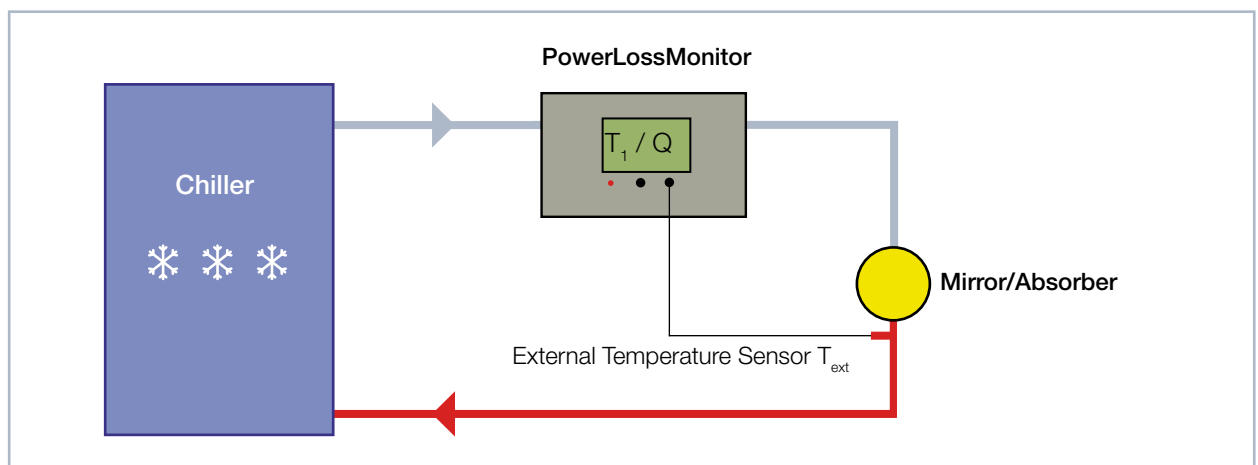 PowerLossMonitor
T₁ / Q
Chiller
Mirror/Absorber
External Temperature Sensor Tₑₓₜ